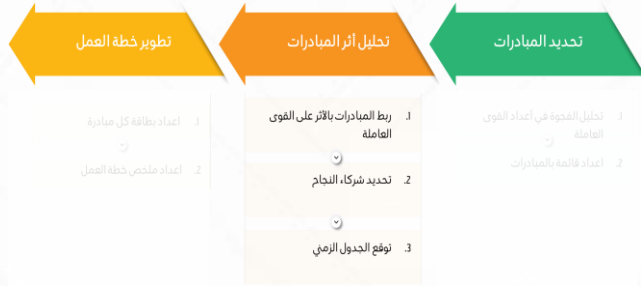 تحديد المبادرات
1. تحليل الفجوة في أعداد القوى
العاملة
2. اعداد قائمة بالمبادرات
تحليل أثر المبادرات
1. ربط المبادرات بالأثر على القوى
العاملة
2. تحديد شركاء النجاح
3. توقع الجدول الزمني
تطوير خطة العمل
1. اعداد بطاقة كل مبادرة
2. اعداد ملخص خطة العمل